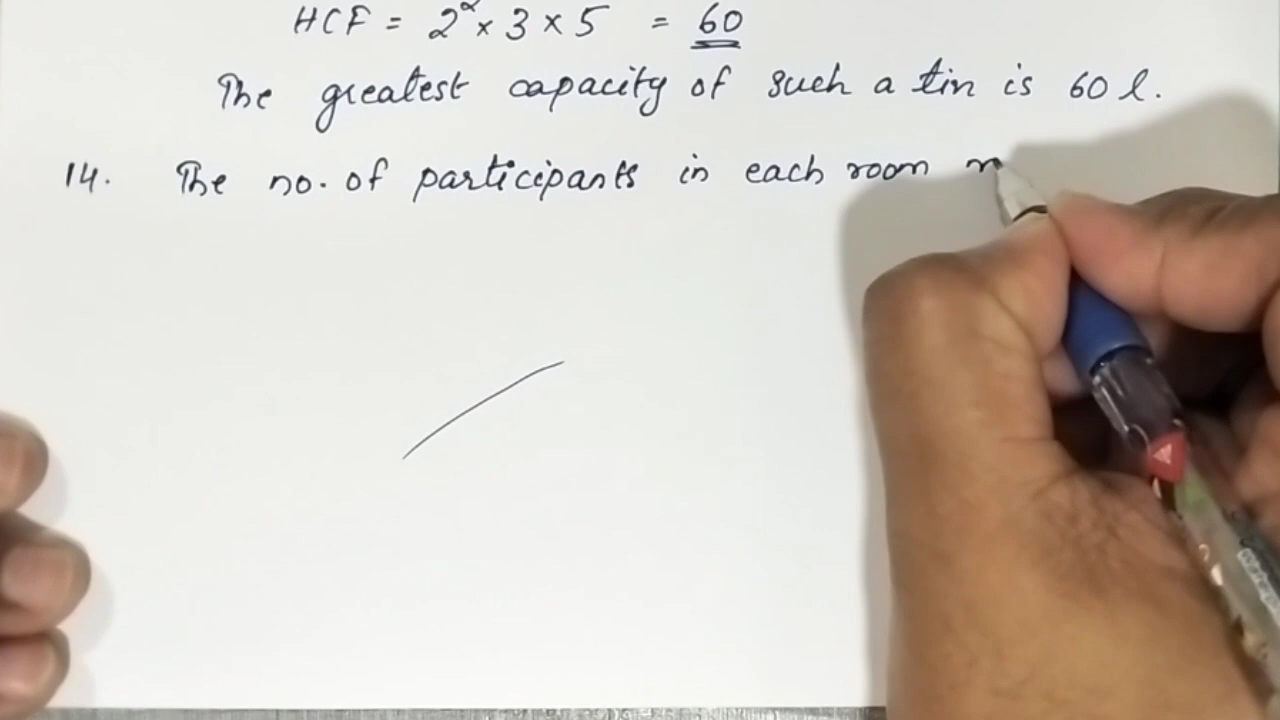 HCF = 2² × 3 × 5 = 60
The greatest capacity of such a tin is 60 l.
14. The no. of participants in each room